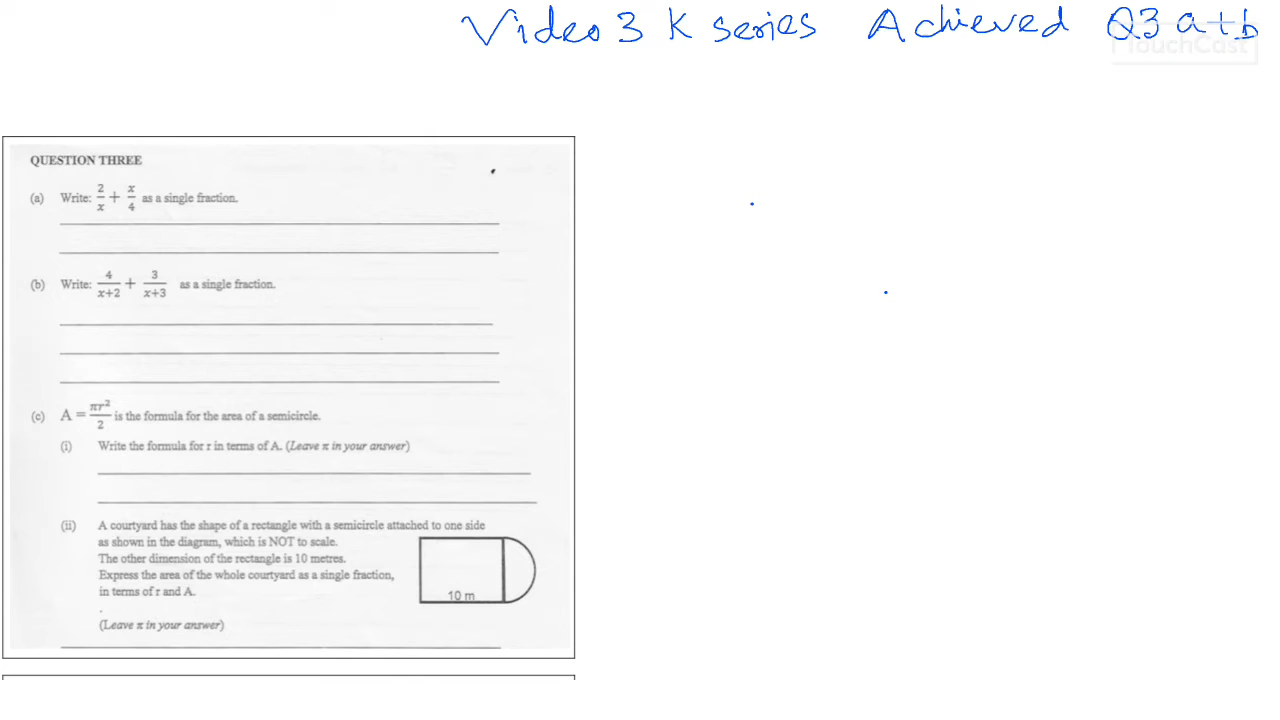 Video 3 K series Achieved Q3 a+b
TouchCast
QUESTION THREE
(a) Write: 2/x + x/4 as a single fraction.
(b) Write: 4/x+2 + 3/x+3 as a single fraction.
(c) A = πr²/2 is the formula for the area of a semicircle.
(i) Write the formula for r in terms of A. (Leave π in your answer)
(ii) A courtyard has the shape of a rectangle with a semicircle attached to one side
as shown in the diagram, which is NOT to scale.
The other dimension of the rectangle is 10 metres.
Express the area of the whole courtyard as a single fraction,
in terms of r and A.
10 m
(Leave π in your answer)